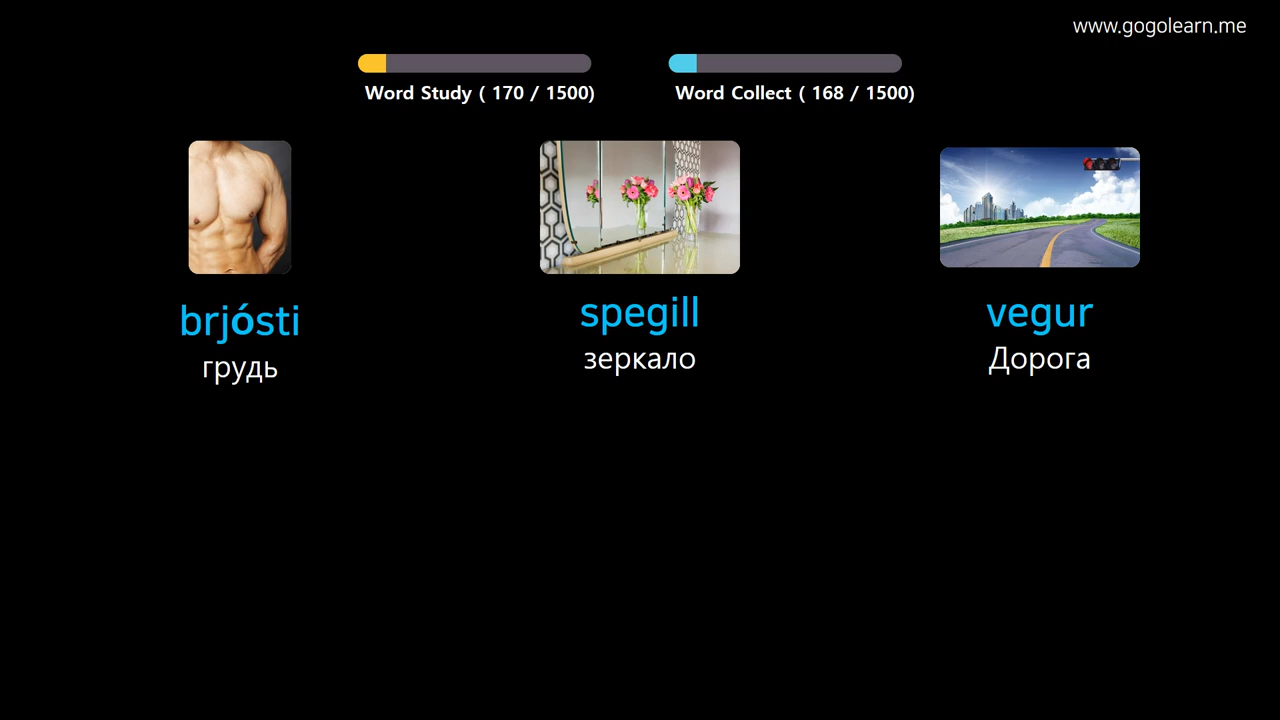 www.gogolearn.me
Word Study ( 170 / 1500)
Word Collect ( 168 / 1500)
brjósti
грудь
spegill
зеркало
vegur
Дорога